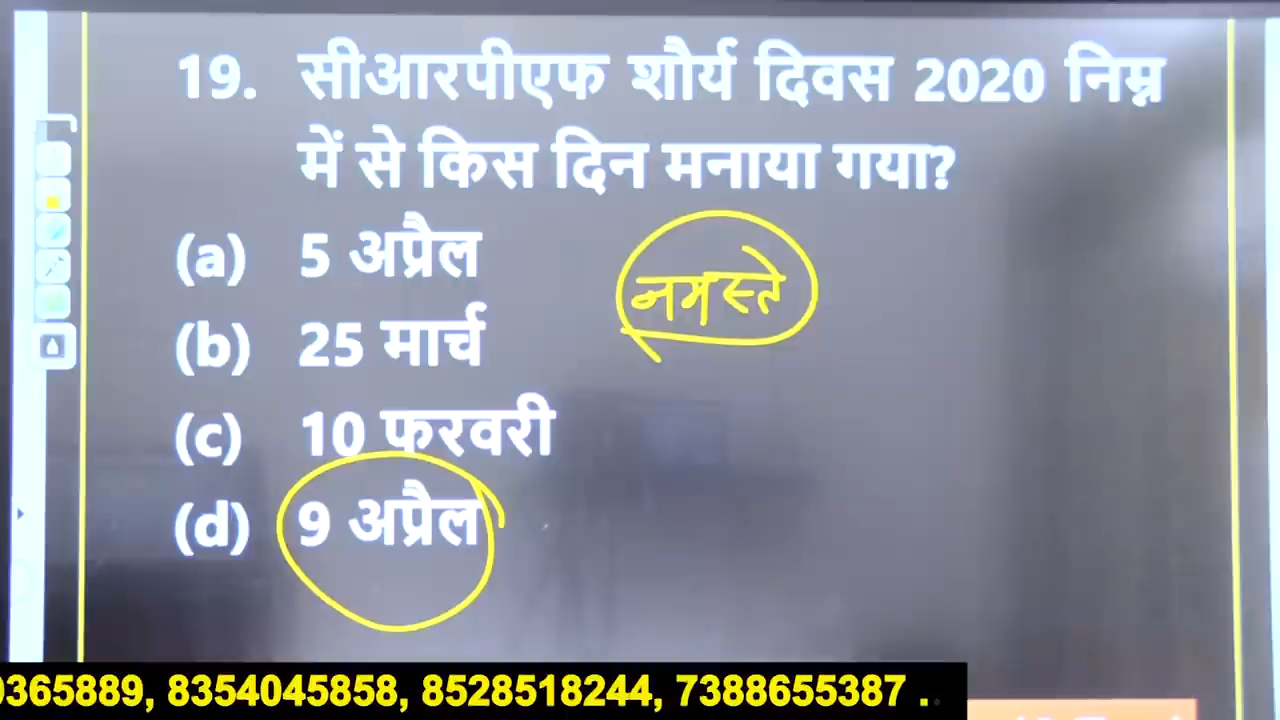 19. सीआरपीएफ शौर्य दिवस 2020 निम्न
में से किस दिन मनाया गया?
(a) 5 अप्रैल
नमस्ते
(b) 25 मार्च
(c) 10 फरवरी
(d) 9 अप्रैल
0365889, 8354045858, 8528518244, 7388655387 ..